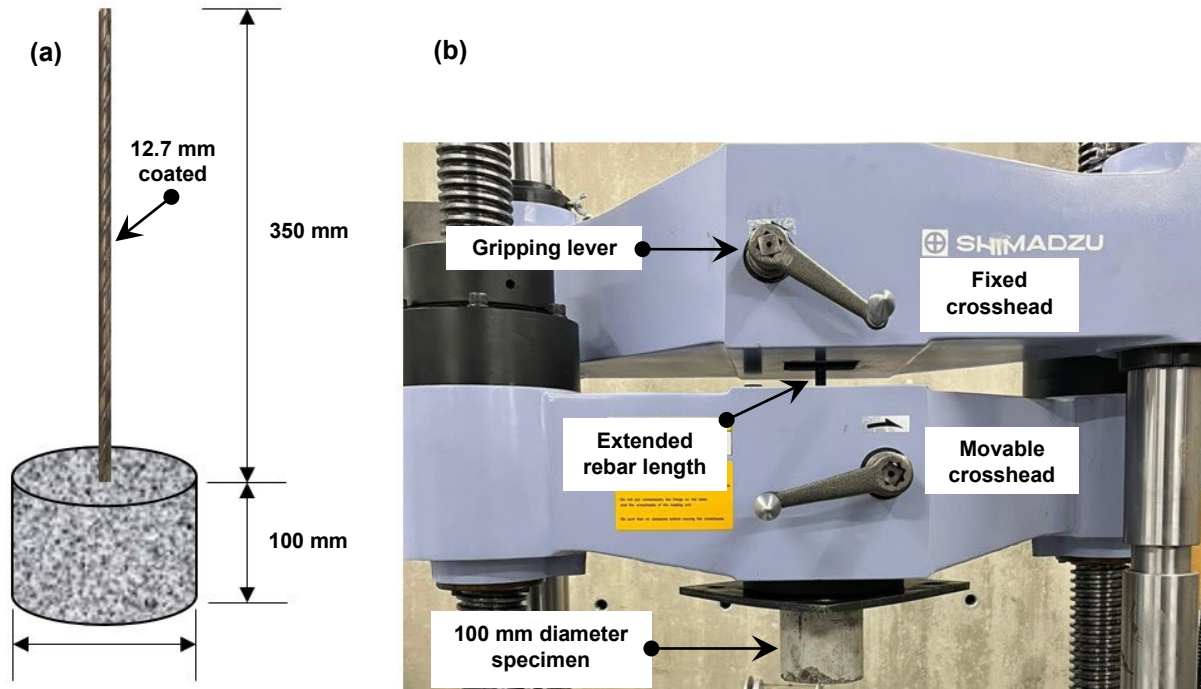 (a)
12.7 mm
coated
350 mm
100 mm
(b)
Gripping lever
SHIMADZU
Fixed
crosshead
Extended
rebar length
Movable
crosshead
100 mm diameter
specimen